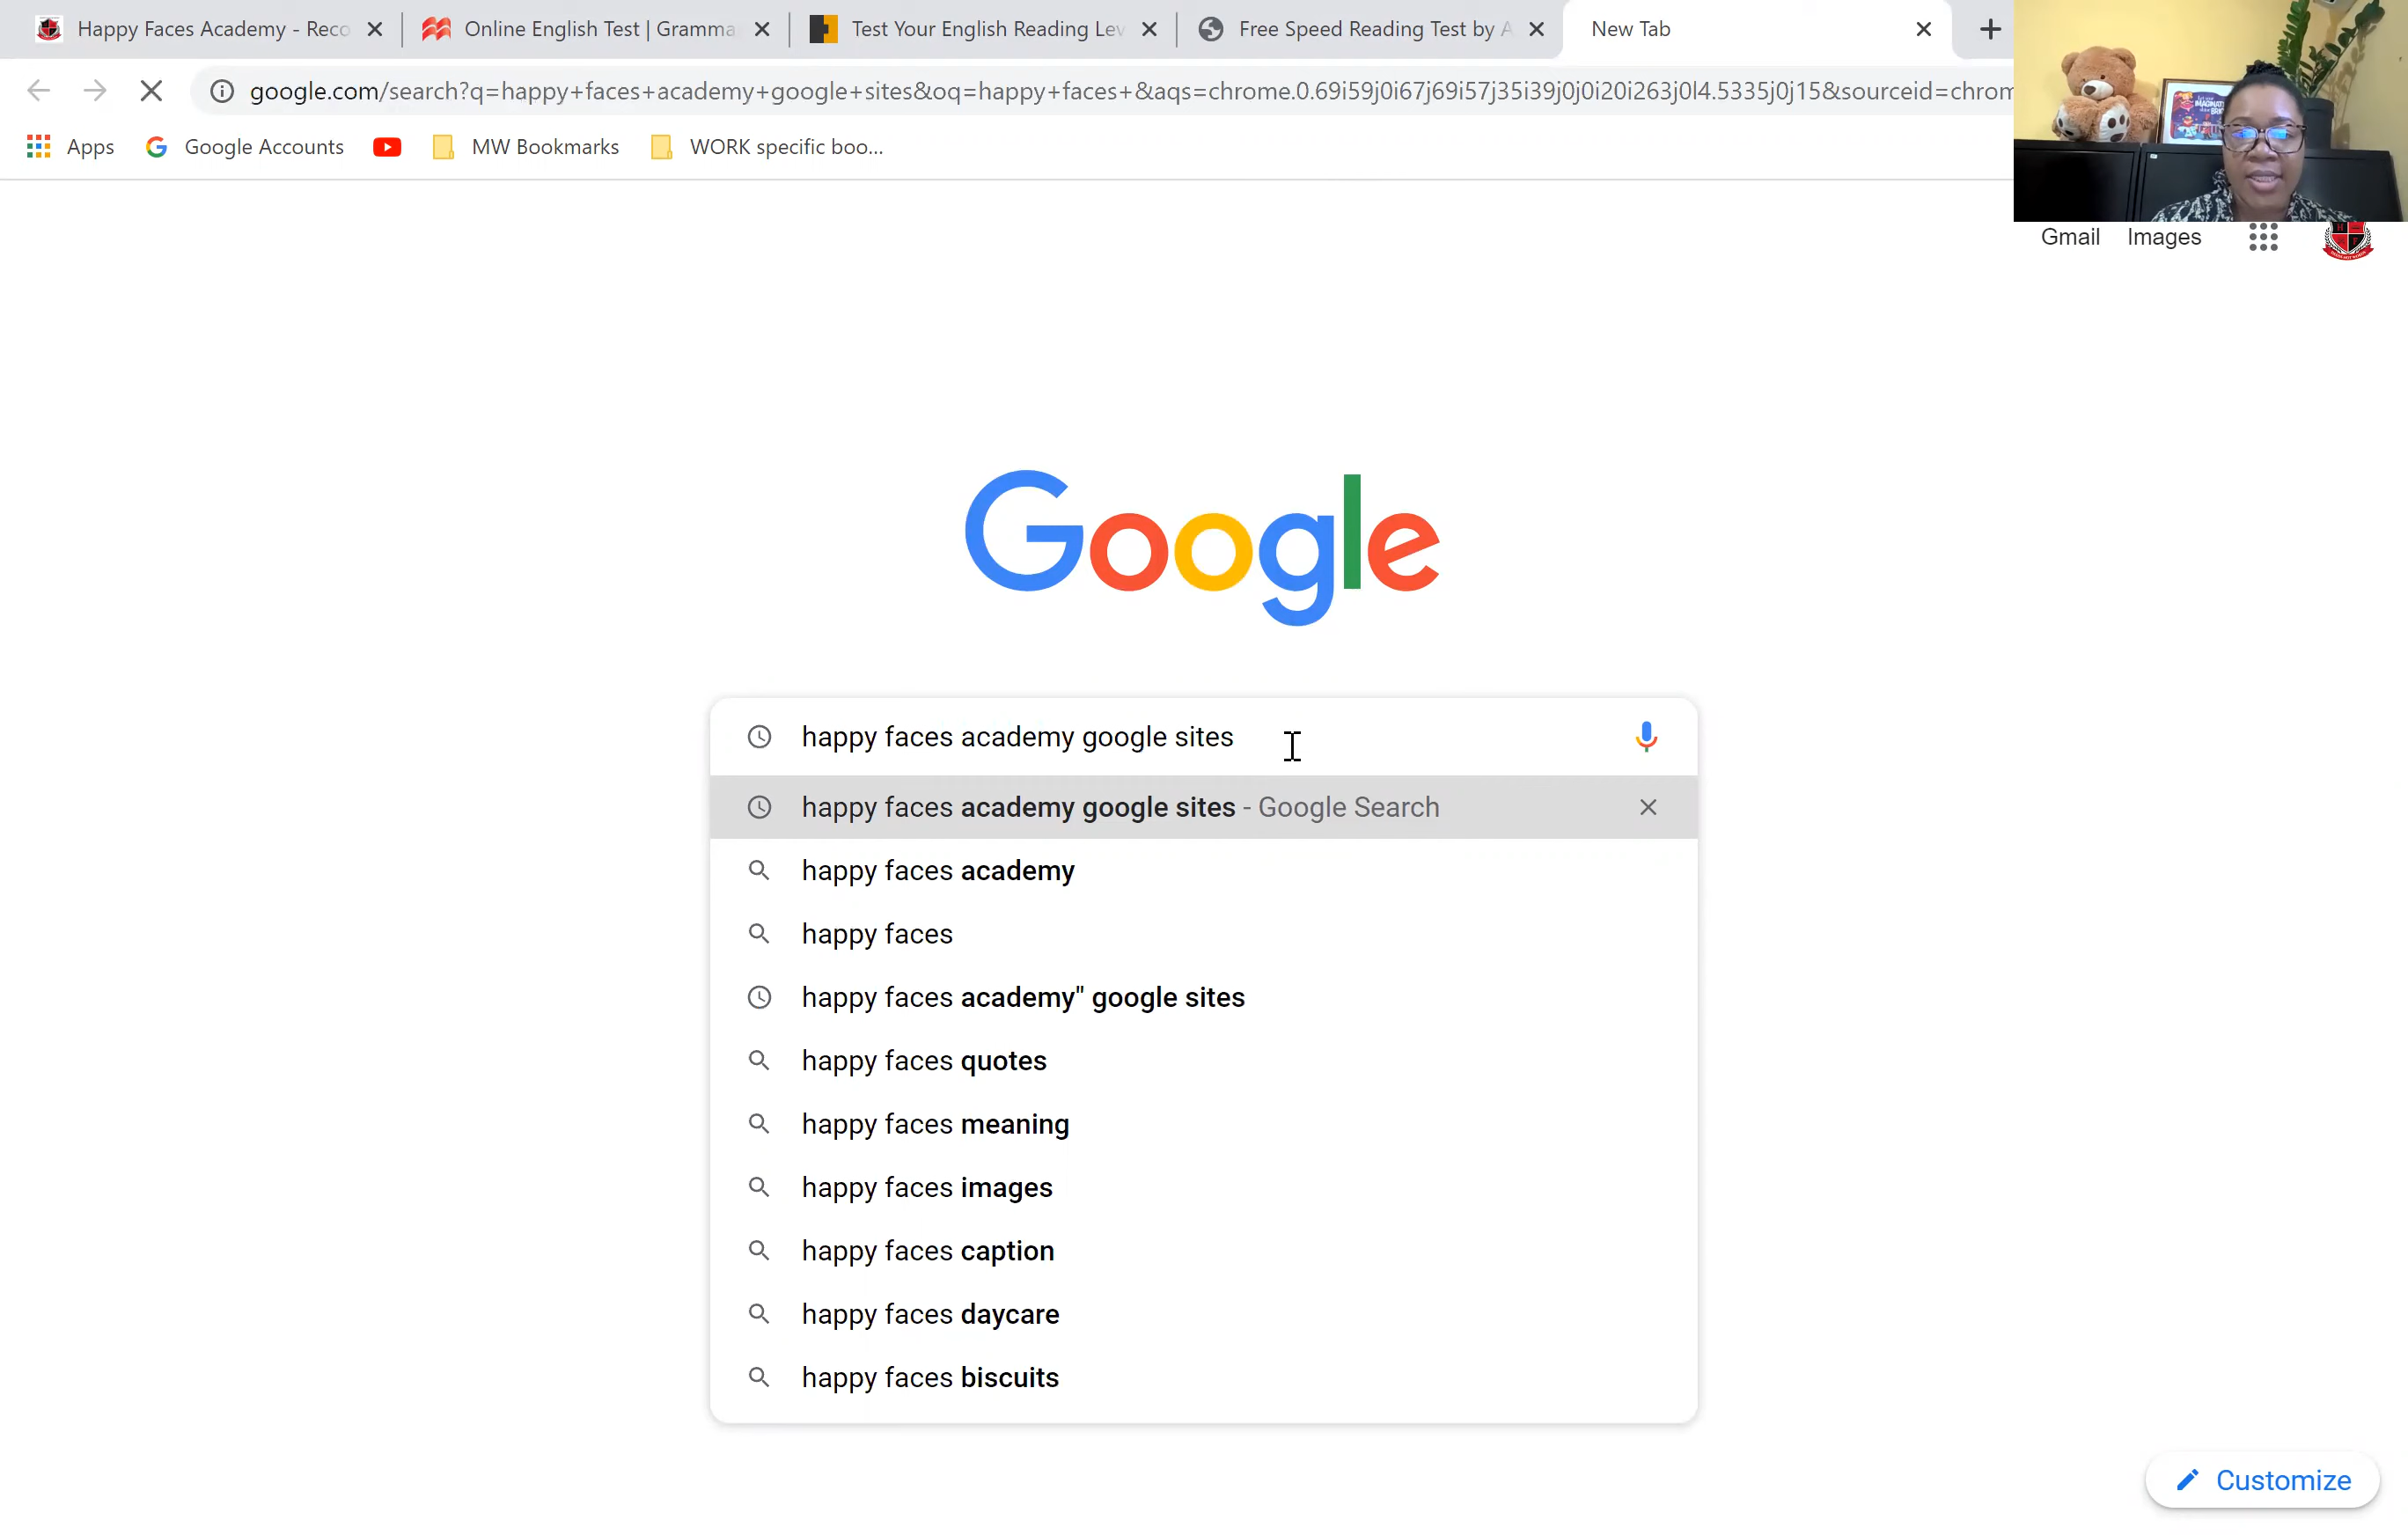 Happy Faces Academy - Reco
Online English Test | Gramma
Test Your English Reading Lev
Free Speed Reading Test by A
New Tab
google.com/search?q=happy+faces+academy+google+sites&oq=happy+faces+&aqs=chrome.0.69i59j0i67j69i57j35i39j0j0i20i263j0l4.5335j0j15&sourceid=chrom
Apps
Google Accounts
MW Bookmarks
WORK specific boo...
Gmail
Images
Google
happy faces academy google sites
happy faces academy google sites - Google Search
happy faces academy
happy faces
happy faces academy" google sites
happy faces quotes
happy faces meaning
happy faces images
happy faces caption
happy faces daycare
happy faces biscuits
Customize